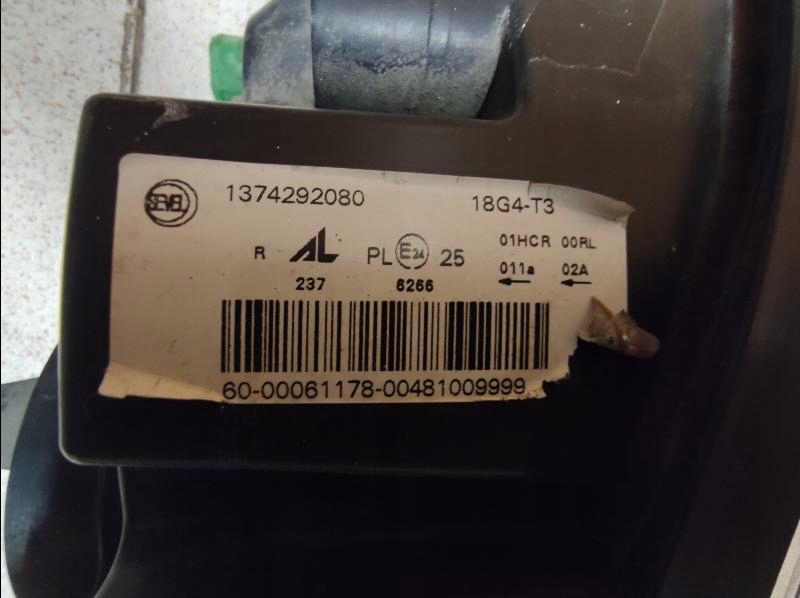 SEVEL 1374292080 18G4-T3
R AL PL E24 25 01HCR 00RL
237 6266 011a 02A
60-00061178-00481009999